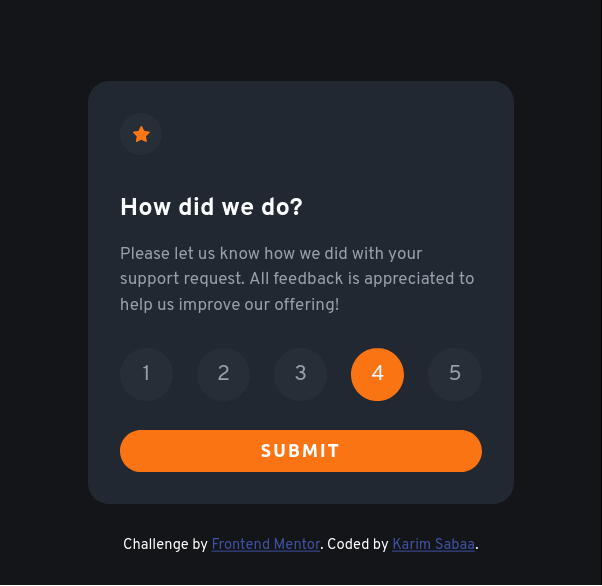 How did we do?
Please let us know how we did with your
support request. All feedback is appreciated to
help us improve our offering!
1 2 3 4 5
SUBMIT
Challenge by Frontend Mentor. Coded by Karim Sabaa.